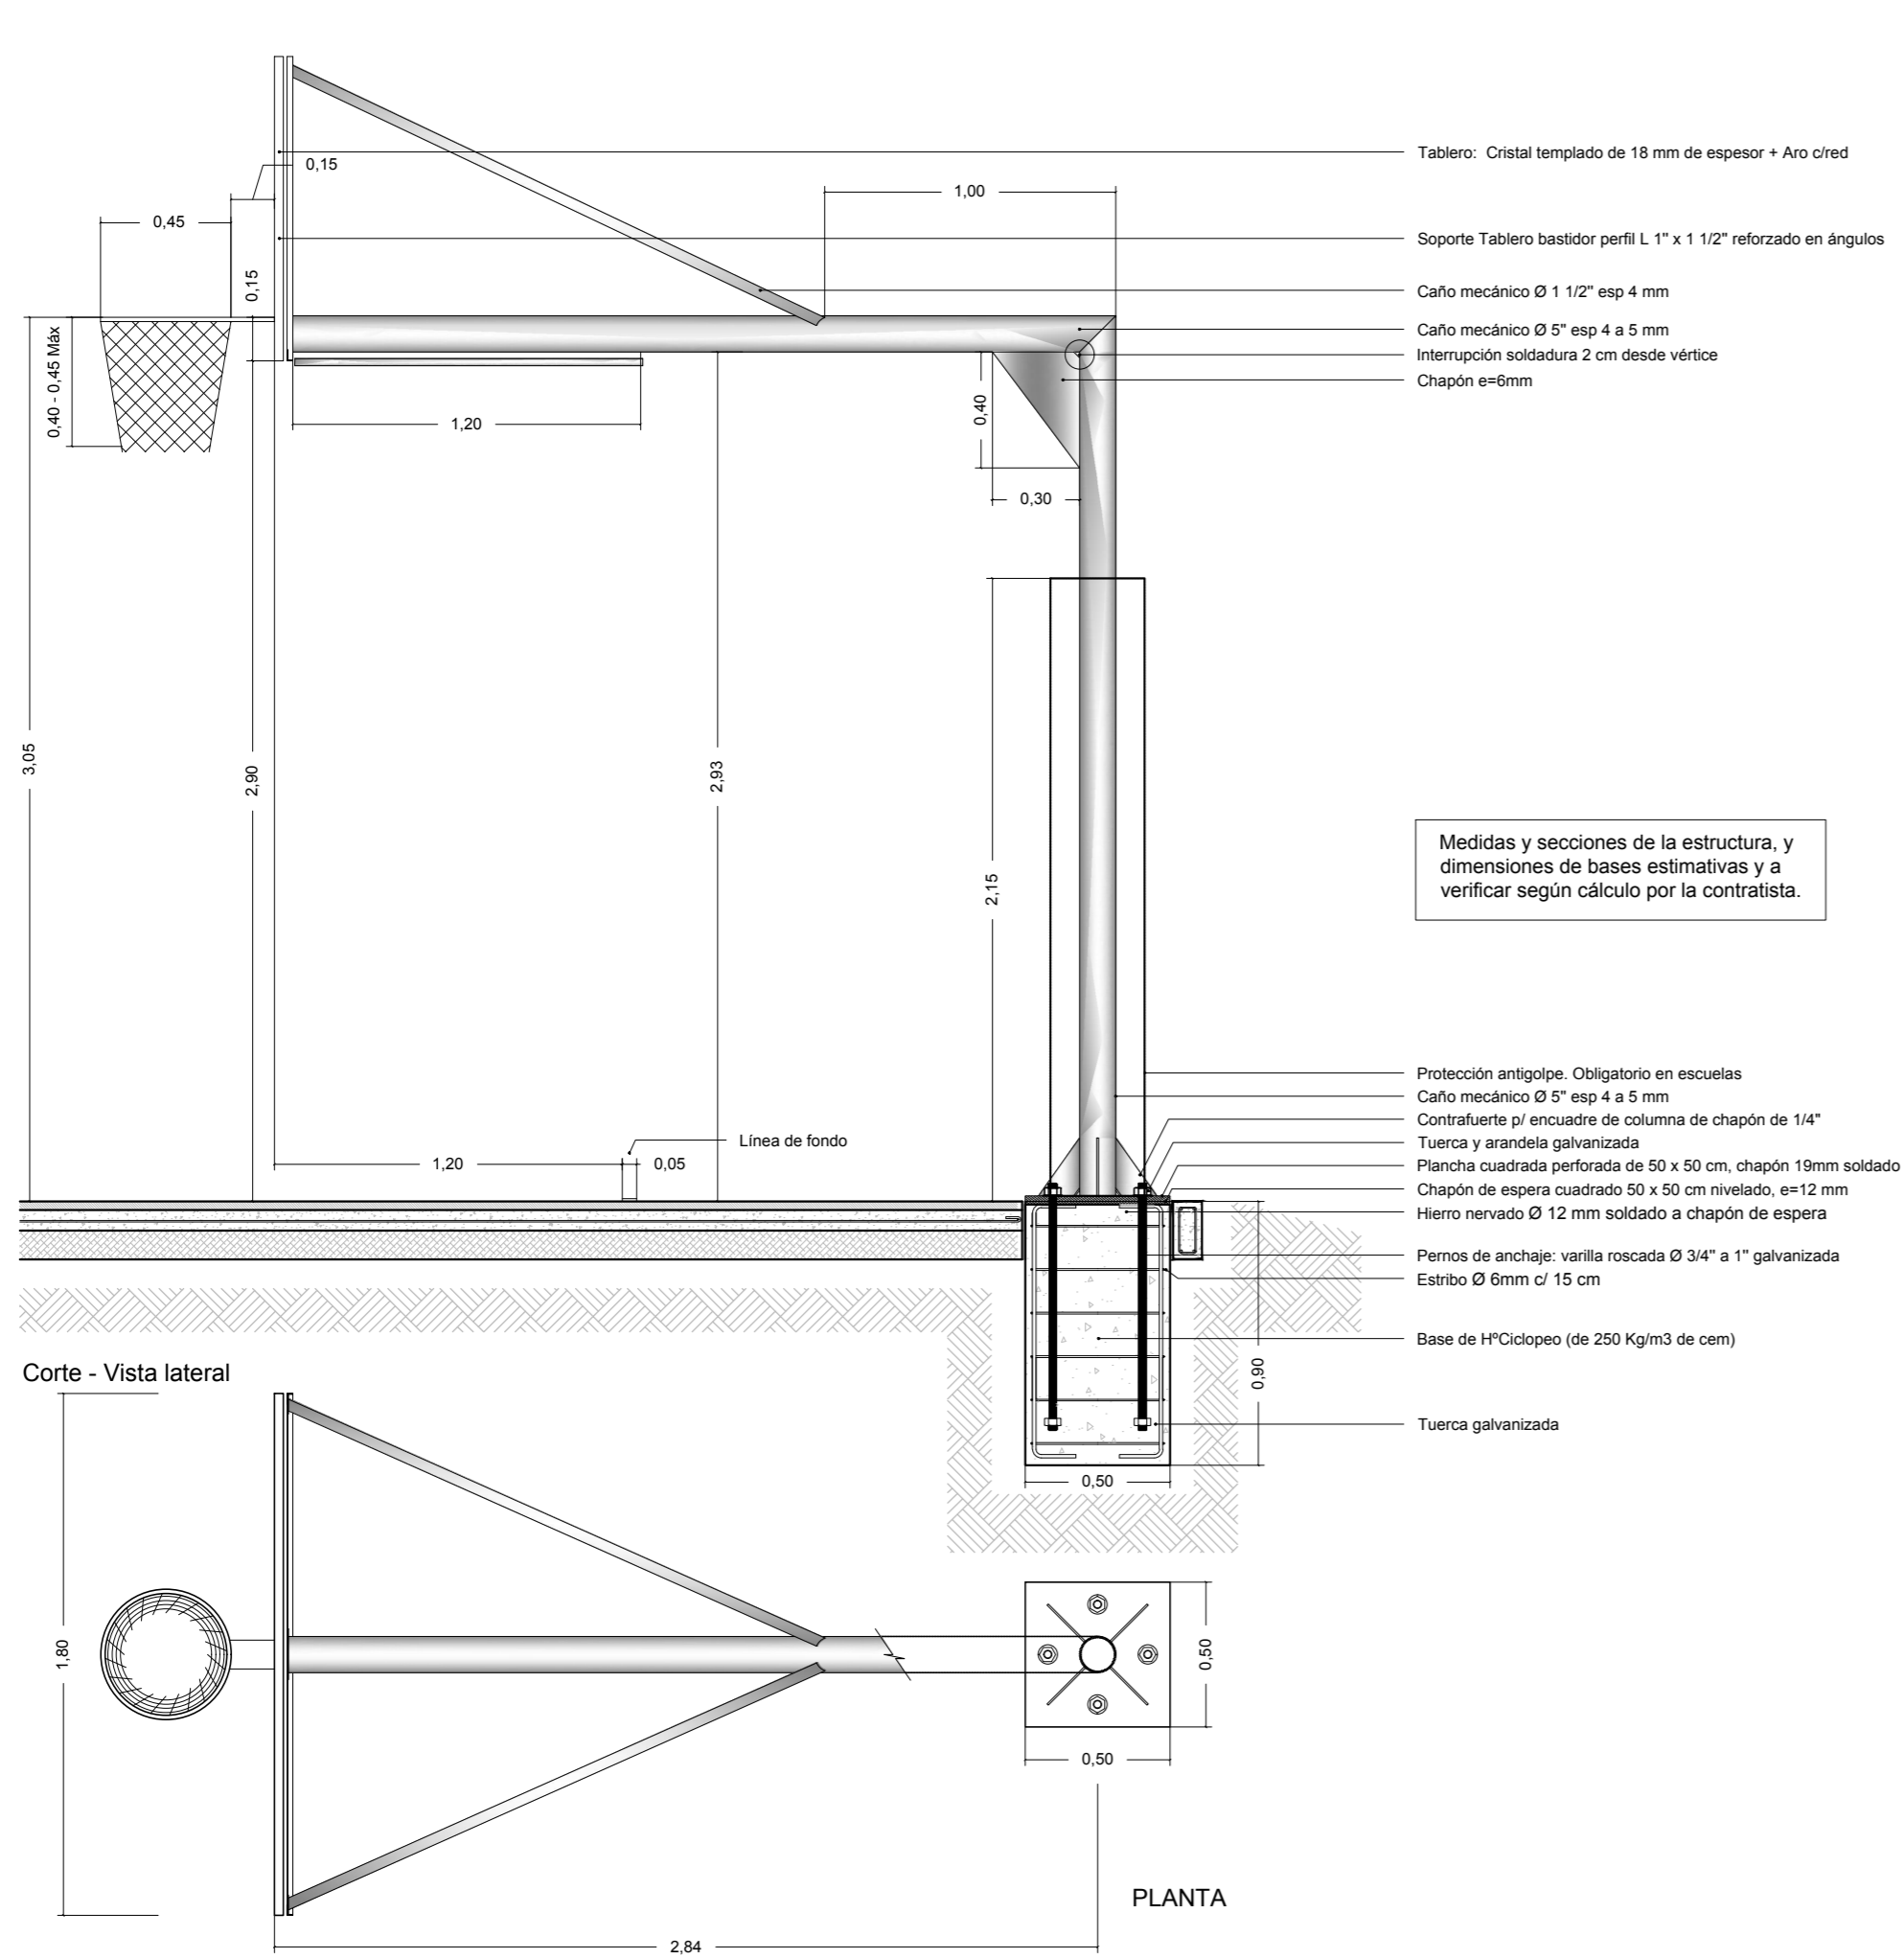 Tablero: Cristal templado de 18 mm de espesor + Aro c/red
0,15
1,00
0,45
Soporte Tablero bastidor perfil L 1" x 1 1/2" reforzado en ángulos
0,15
Caño mecánico Ø 1 1/2" esp 4 mm
Caño mecánico Ø 5" esp 4 a 5 mm
Interrupción soldadura 2 cm desde vértice
Chapón e=6mm
0,40 - 0,45 Máx
0,40
1,20
0,30
3,05
2,90
2,93
2,15
Medidas y secciones de la estructura, y
dimensiones de bases estimativas y a
verificar según cálculo por la contratista.
Protección antigolpe. Obligatorio en escuelas
Caño mecánico Ø 5" esp 4 a 5 mm
Contrafuerte p/ encuadre de columna de chapón de 1/4"
Línea de fondo
Tuerca y arandela galvanizada
1,20
0,05
Plancha cuadrada perforada de 50 x 50 cm, chapón 19mm soldado
Chapón de espera cuadrado 50 x 50 cm nivelado, e=12 mm
Hierro nervado Ø 12 mm soldado a chapón de espera
Pernos de anchaje: varilla roscada Ø 3/4" a 1" galvanizada
Estribo Ø 6mm c/ 15 cm
Base de HºCiclopeo (de 250 Kg/m3 de cem)
0,90
Corte - Vista lateral
Tuerca galvanizada
0,50
1,80
0,50
0,50
PLANTA
2,84